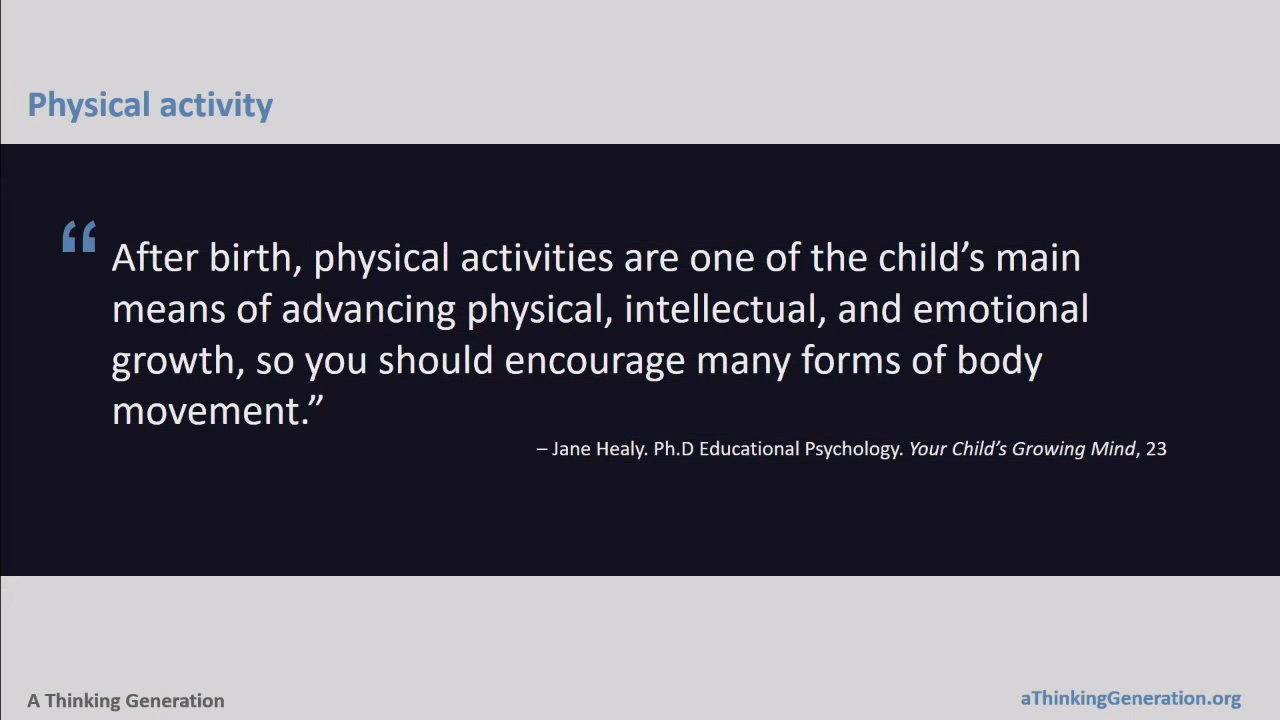 Physical activity
“ After birth, physical activities are one of the child’s main
means of advancing physical, intellectual, and emotional
growth, so you should encourage many forms of body
movement.”
– Jane Healy. Ph.D Educational Psychology. Your Child’s Growing Mind, 23
A Thinking Generation
aThinkingGeneration.org